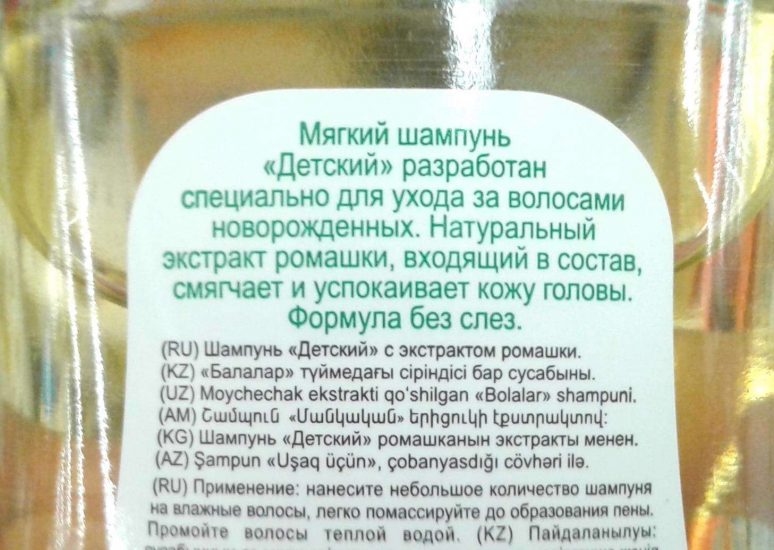 Мягкий шампунь
«Детский» разработан
специально для ухода за волосами
новорожденных. Натуральный
экстракт ромашки, входящий в состав,
смягчает и успокаивает кожу головы.
Формула без слез.
(RU) Шампунь «Детский» с экстрактом ромашки.
(KZ) «Балалар» түймедағы сіріндісі бар сусабыны.
(UZ) Moychechak ekstrakti qo‘shilgan «Bolalar» shampuni.
(AM) Շամպուն «Մանկական» երիցուկի էքստրակտով:
(KG) Шампунь «Детский» ромашканын экстракты менен.
(AZ) Şampun «Uşaq üçün», çobanyasdığı cövhəri ilə.
(RU) Применение: нанесите небольшое количество шампуня
на влажные волосы, легко помассируйте до образования пены.
Промойте волосы теплой водой. (KZ) Пайдаланылуы: